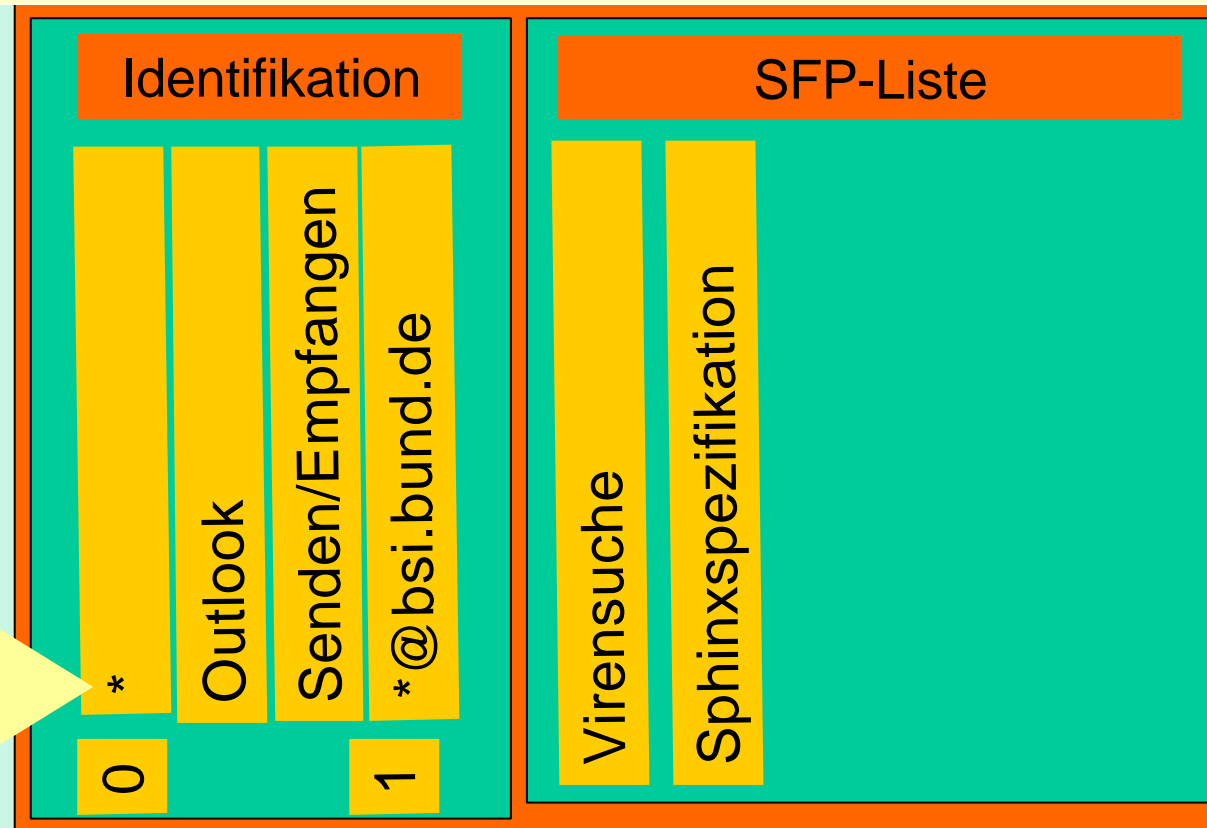 Identifikation
SFP-Liste
*
Outlook
Senden/Empfangen
*@bsi.bund.de
0
1
Virensuche
Sphinxspezifikation